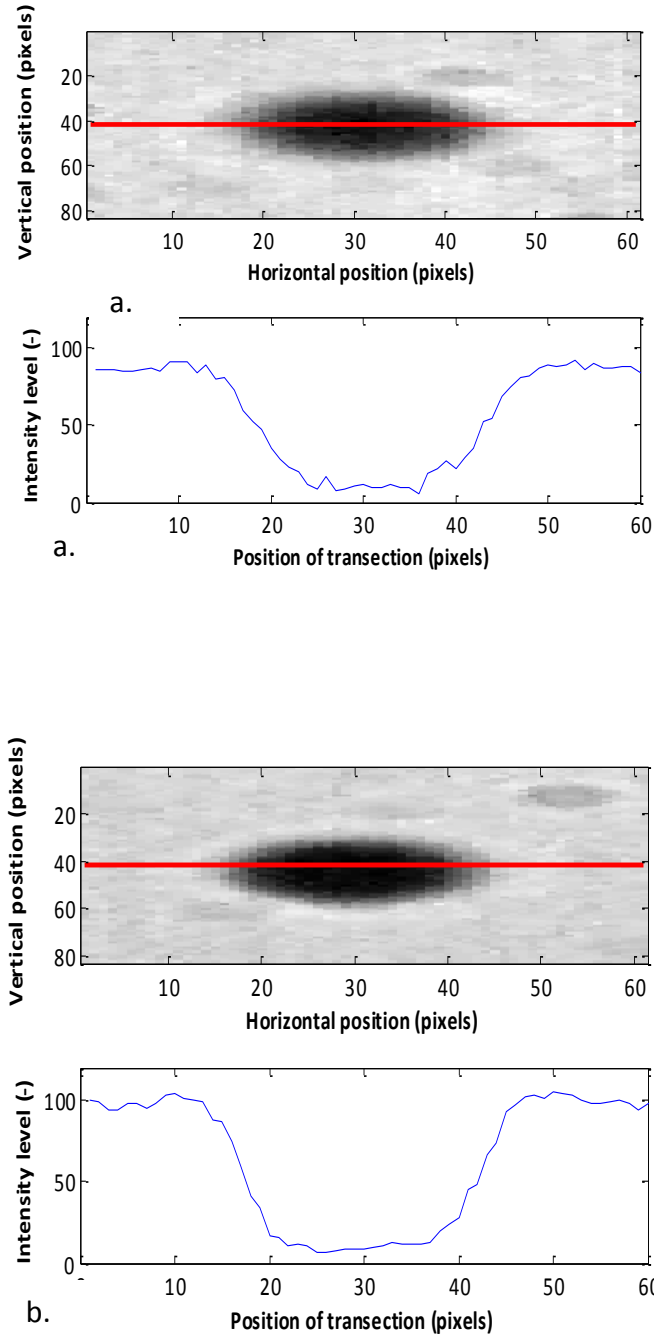 Vertical position (pixels)
20
40
60
80
10 20 30 40 50 60
Horizontal position (pixels)
a.
Intensity level (-)
100
50
0
10 20 30 40 50 60
a.
Position of transection (pixels)
Vertical position (pixels)
20
40
60
80
10 20 30 40 50 60
Horizontal position (pixels)
Intensity level (-)
100
50
0
10 20 30 40 50 60
b.
Position of transection (pixels)